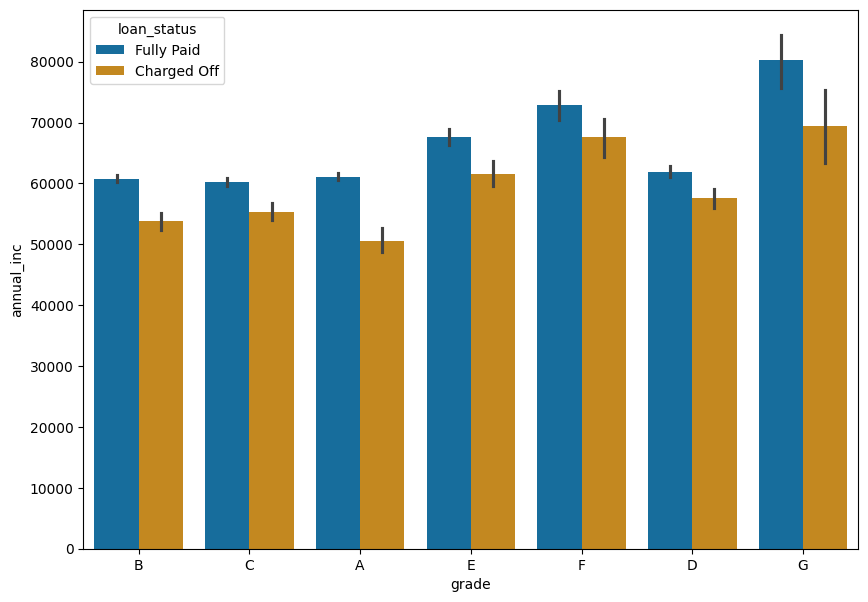 loan_status
Fully Paid
Charged Off
annual_inc
80000
70000
60000
50000
40000
30000
20000
10000
0
B C A E F D G
grade